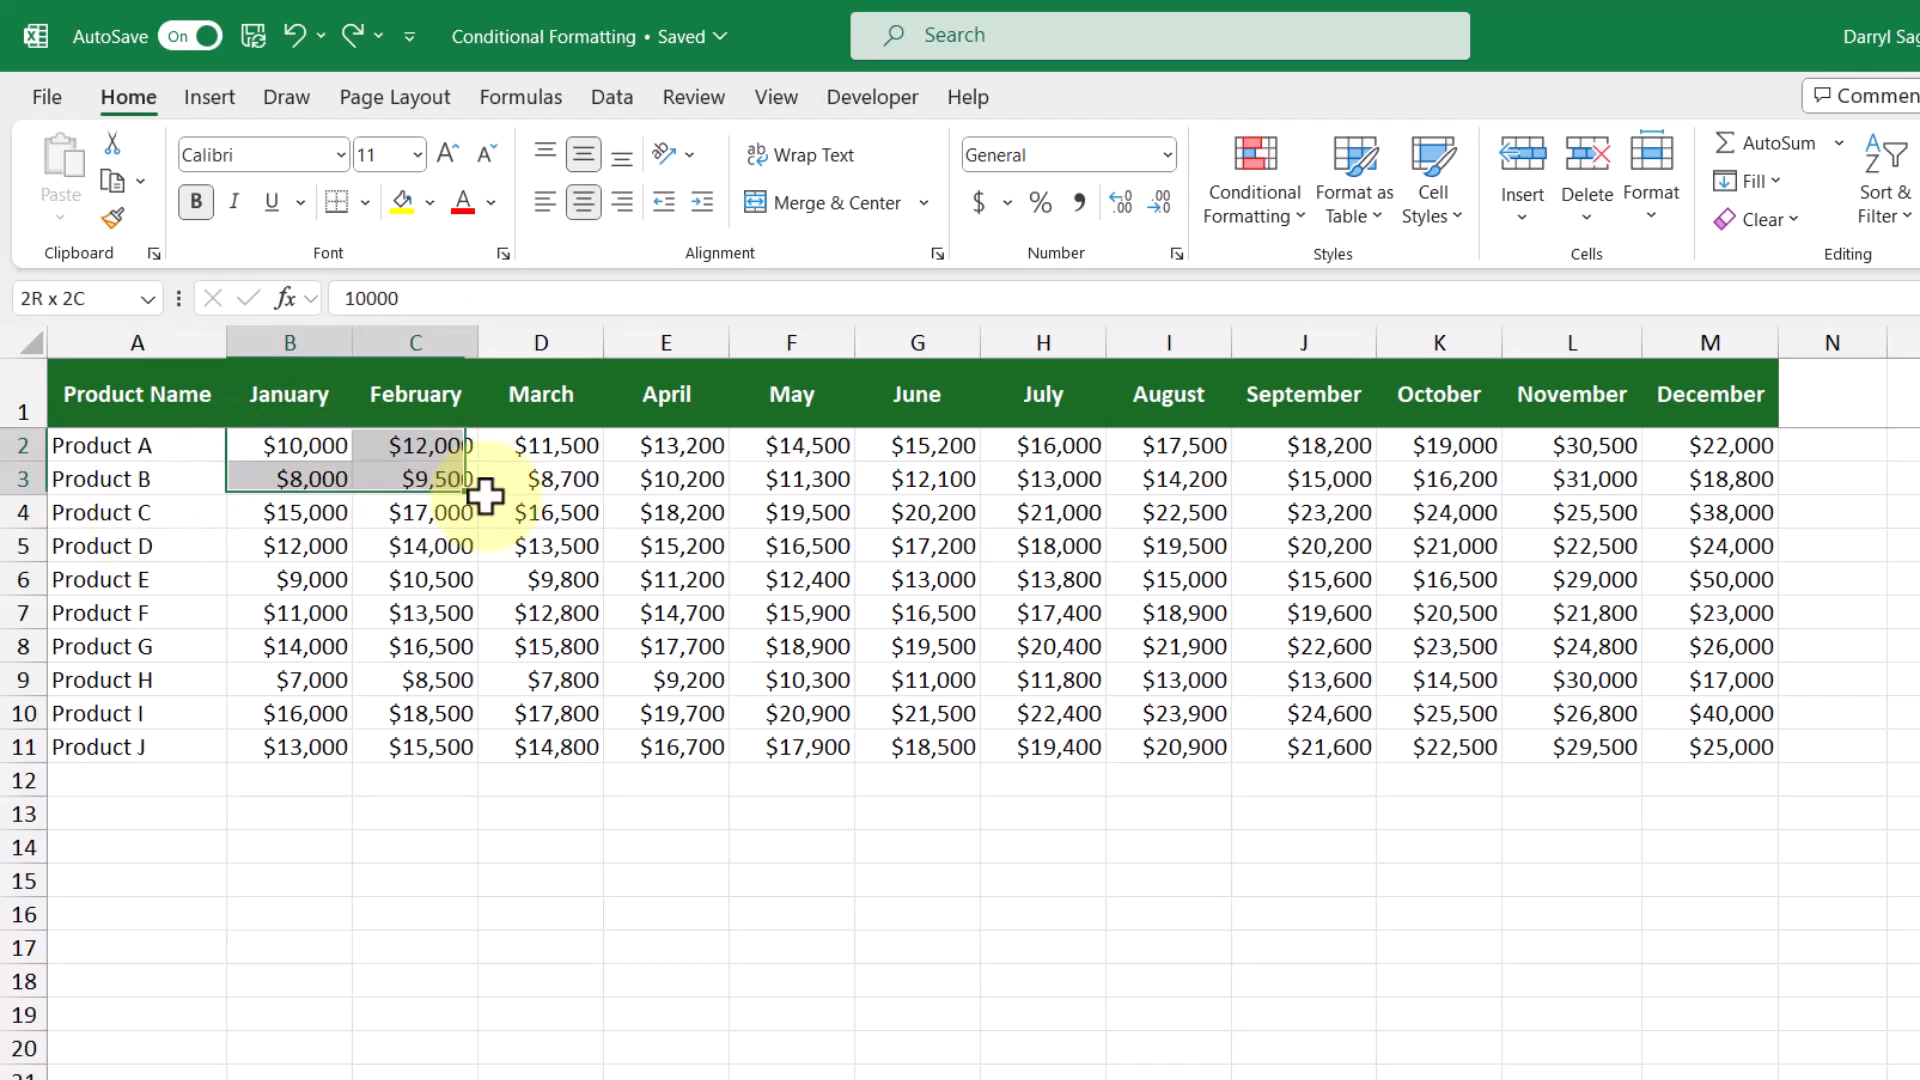 AutoSave On Conditional Formatting • Saved Search Darryl Sag
File Home Insert Draw Page Layout Formulas Data Review View Developer Help Commen
Paste Calibri 11 Wrap Text General Conditional Formatting Format as Table Cell Styles Insert Delete Format AutoSum Fill Clear Sort & Filter
B I U A Merge & Center $ % 9 .00
Clipboard Font Alignment Number Styles Cells Editing
2R x 2C fx 10000
A B C D E F G H I J K L M N
1 Product Name January February March April May June July August September October November December
2 Product A $10,000 $12,000 $11,500 $13,200 $14,500 $15,200 $16,000 $17,500 $18,200 $19,000 $30,500 $22,000
3 Product B $8,000 $9,500 $8,700 $10,200 $11,300 $12,100 $13,000 $14,200 $15,000 $16,200 $31,000 $18,800
4 Product C $15,000 $17,000 $16,500 $18,200 $19,500 $20,200 $21,000 $22,500 $23,200 $24,000 $25,500 $38,000
5 Product D $12,000 $14,000 $13,500 $15,200 $16,500 $17,200 $18,000 $19,500 $20,200 $21,000 $22,500 $24,000
6 Product E $9,000 $10,500 $9,800 $11,200 $12,400 $13,000 $13,800 $15,000 $15,600 $16,500 $29,000 $50,000
7 Product F $11,000 $13,500 $12,800 $14,700 $15,900 $16,500 $17,400 $18,900 $19,600 $20,500 $21,800 $23,000
8 Product G $14,000 $16,500 $15,800 $17,700 $18,900 $19,500 $20,400 $21,900 $22,600 $23,500 $24,800 $26,000
9 Product H $7,000 $8,500 $7,800 $9,200 $10,300 $11,000 $11,800 $13,000 $13,600 $14,500 $30,000 $17,000
10 Product I $16,000 $18,500 $17,800 $19,700 $20,900 $21,500 $22,400 $23,900 $24,600 $25,500 $26,800 $40,000
11 Product J $13,000 $15,500 $14,800 $16,700 $17,900 $18,500 $19,400 $20,900 $21,600 $22,500 $29,500 $25,000
12
13
14
15
16
17
18
19
20